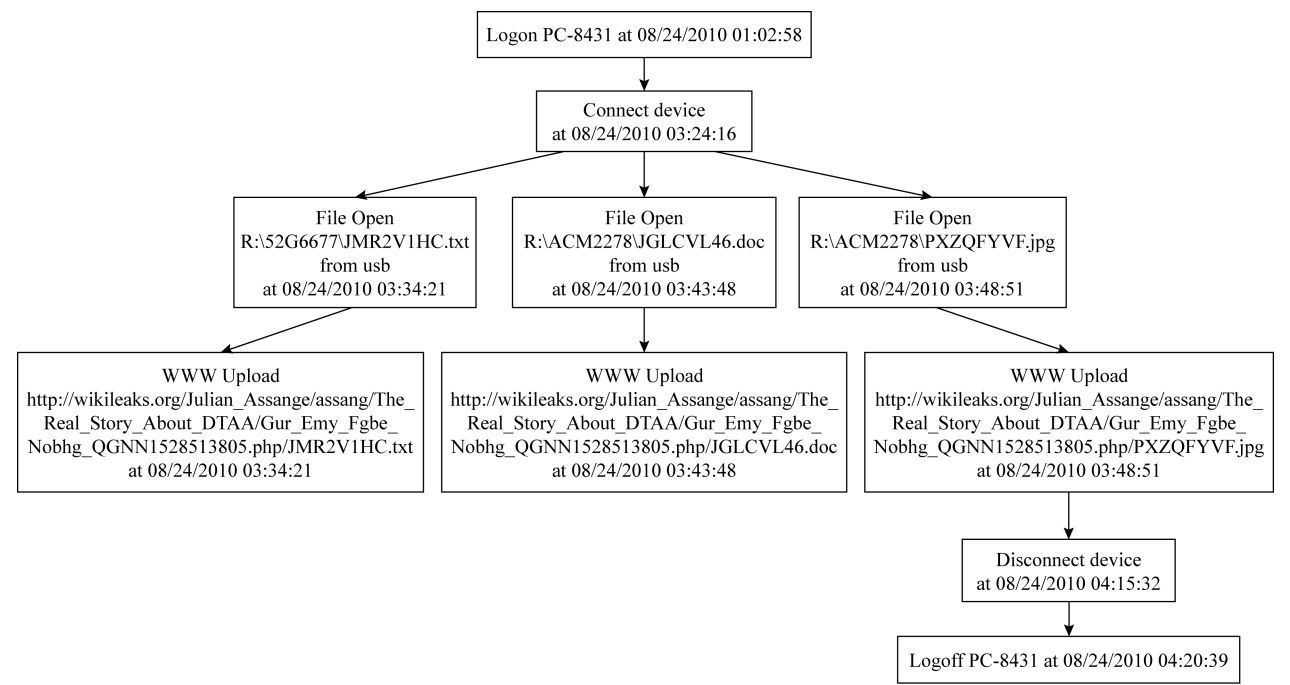 Logon PC-8431 at 08/24/2010 01:02:58
Connect device
at 08/24/2010 03:24:16
File Open
R:\52G6677\JMR2V1HC.txt
from usb
at 08/24/2010 03:34:21
File Open
R:\ACM2278\JGLCVL46.doc
from usb
at 08/24/2010 03:43:48
File Open
R:\ACM2278\PXZQFYVF.jpg
from usb
at 08/24/2010 03:48:51
WWW Upload
http://wikileaks.org/Julian_Assange/assang/The_
Real_Story_About_DTAA/Gur_Emy_Fgbe_
Nobhg_QGNN1528513805.php/JMR2V1HC.txt
at 08/24/2010 03:34:21
WWW Upload
http://wikileaks.org/Julian_Assange/assang/The_
Real_Story_About_DTAA/Gur_Emy_Fgbe_
Nobhg_QGNN1528513805.php/JGLCVL46.doc
at 08/24/2010 03:43:48
WWW Upload
http://wikileaks.org/Julian_Assange/assang/The_
Real_Story_About_DTAA/Gur_Emy_Fgbe_
Nobhg_QGNN1528513805.php/PXZQFYVF.jpg
at 08/24/2010 03:48:51
Disconnect device
at 08/24/2010 04:15:32
Logoff PC-8431 at 08/24/2010 04:20:39